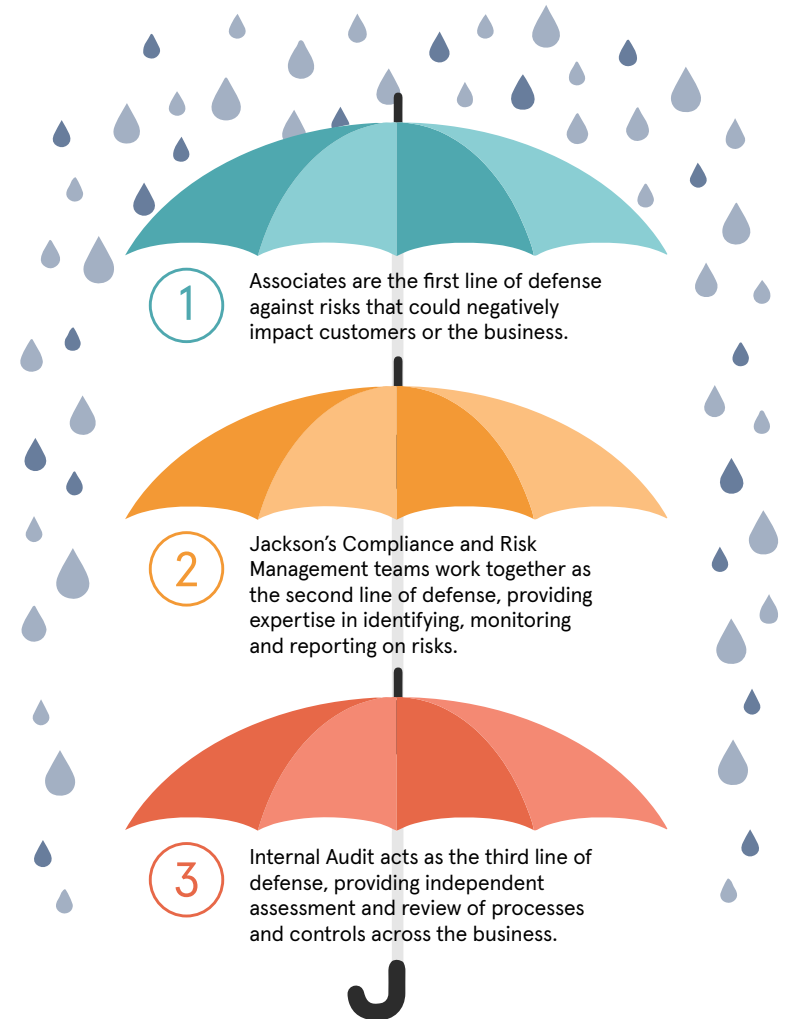 1
Associates are the first line of defense
against risks that could negatively
impact customers or the business.
2
Jackson’s Compliance and Risk
Management teams work together as
the second line of defense, providing
expertise in identifying, monitoring
and reporting on risks.
3
Internal Audit acts as the third line of
defense, providing independent
assessment and review of processes
and controls across the business.